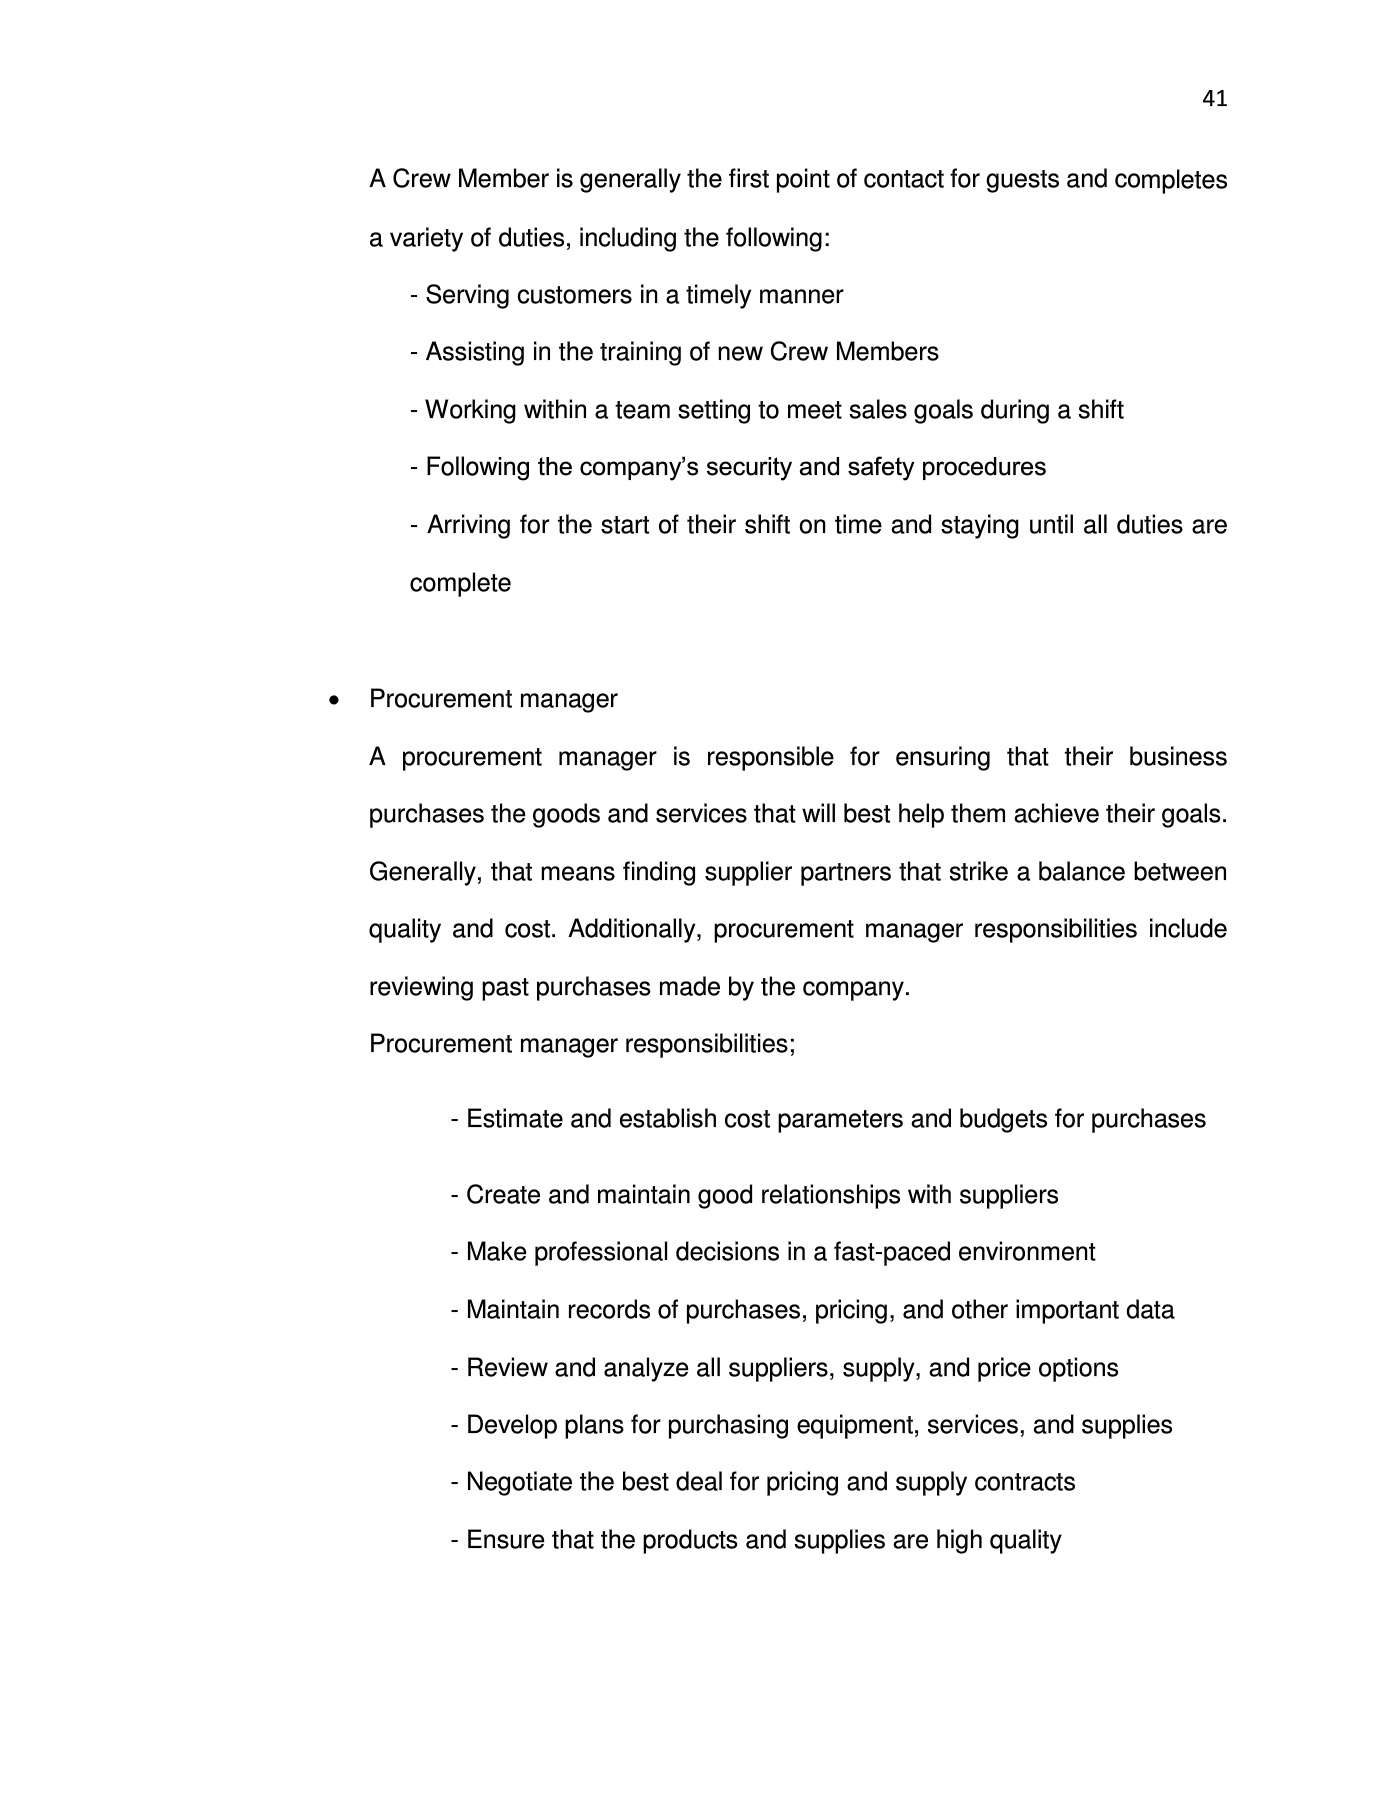 41
A Crew Member is generally the first point of contact for guests and completes
a variety of duties, including the following:
- Serving customers in a timely manner
- Assisting in the training of new Crew Members
- Working within a team setting to meet sales goals during a shift
- Following the company’s security and safety procedures
- Arriving for the start of their shift on time and staying until all duties are
complete
• Procurement manager
A procurement manager is responsible for ensuring that their business
purchases the goods and services that will best help them achieve their goals.
Generally, that means finding supplier partners that strike a balance between
quality and cost. Additionally, procurement manager responsibilities include
reviewing past purchases made by the company.
Procurement manager responsibilities;
- Estimate and establish cost parameters and budgets for purchases
- Create and maintain good relationships with suppliers
- Make professional decisions in a fast-paced environment
- Maintain records of purchases, pricing, and other important data
- Review and analyze all suppliers, supply, and price options
- Develop plans for purchasing equipment, services, and supplies
- Negotiate the best deal for pricing and supply contracts
- Ensure that the products and supplies are high quality